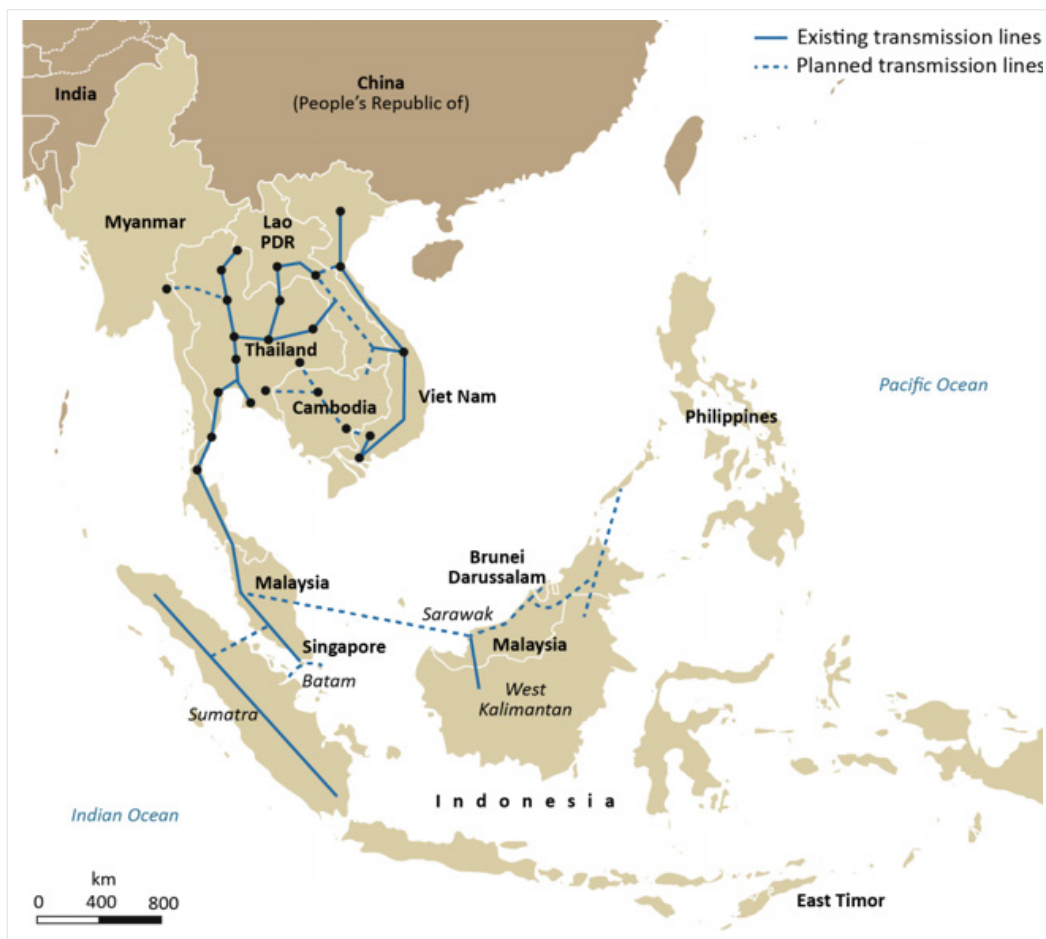 Existing transmission lines
Planned transmission lines
China
(People's Republic of)
India
Myanmar
Lao
PDR
Thailand
Cambodia
Viet Nam
Philippines
Pacific Ocean
Brunei
Darussalam
Malaysia
Sarawak
Malaysia
Singapore
Batam
West
Kalimantan
Sumatra
Indonesia
Indian Ocean
km
0 400 800
East Timor